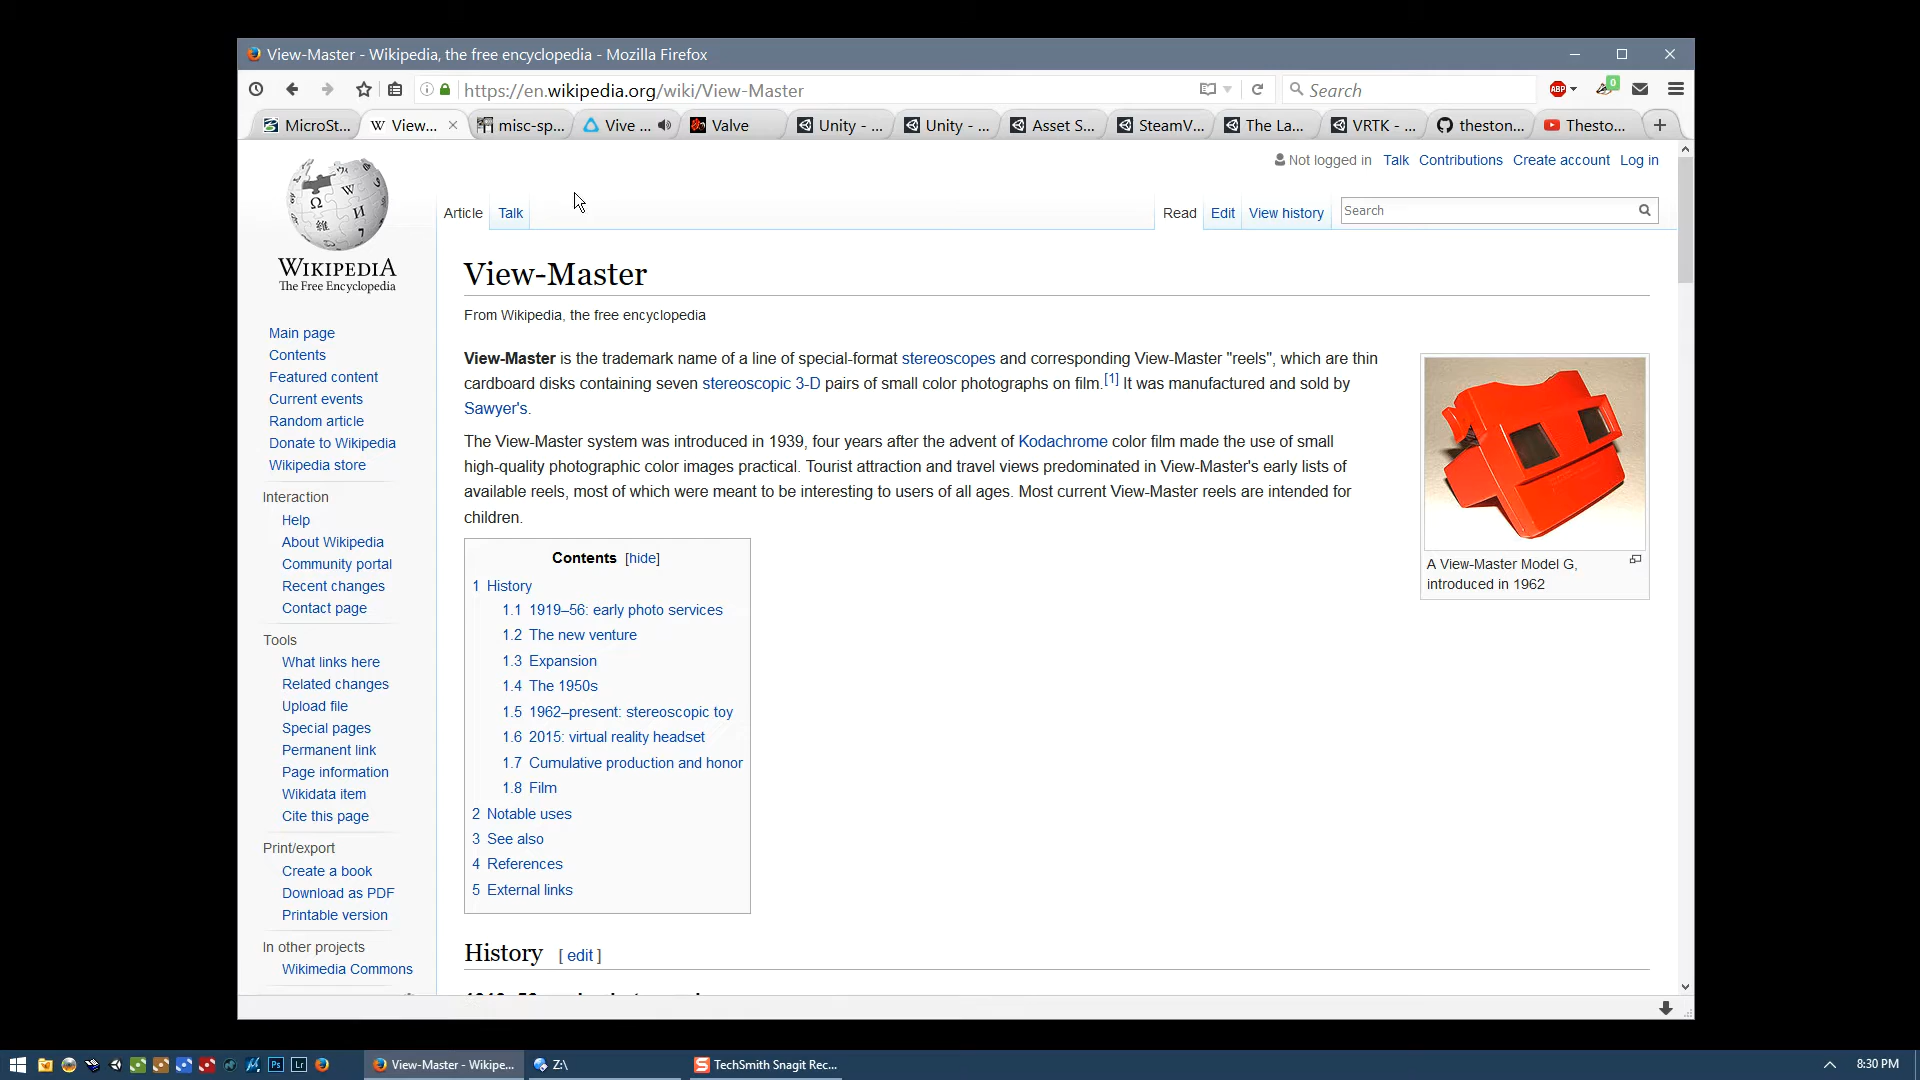 View-Master - Wikipedia, the free encyclopedia - Mozilla Firefox
https://en.wikipedia.org/wiki/View-Master
Search
ABP
0
MicroSt...
View...
misc-sp...
Vive ...
Valve
Unity - ...
Unity - ...
Asset S...
SteamV...
The La...
VRTK - ...
theston...
Thesto...
Not logged in Talk Contributions Create account Log in
Article Talk
Read Edit View history
Search
WIKIPEDIA
The Free Encyclopedia
Main page
Contents
Featured content
Current events
Random article
Donate to Wikipedia
Wikipedia store
Interaction
Help
About Wikipedia
Community portal
Recent changes
Contact page
Tools
What links here
Related changes
Upload file
Special pages
Permanent link
Page information
Wikidata item
Cite this page
Print/export
Create a book
Download as PDF
Printable version
In other projects
Wikimedia Commons
View-Master
From Wikipedia, the free encyclopedia
View-Master is the trademark name of a line of special-format stereoscopes and corresponding View-Master "reels", which are thin
cardboard disks containing seven stereoscopic 3-D pairs of small color photographs on film.[1] It was manufactured and sold by
Sawyer's.
The View-Master system was introduced in 1939, four years after the advent of Kodachrome color film made the use of small
high-quality photographic color images practical. Tourist attraction and travel views predominated in View-Master's early lists of
available reels, most of which were meant to be interesting to users of all ages. Most current View-Master reels are intended for
children.
A View-Master Model G,
introduced in 1962
Contents [hide]
1 History
1.1 1919–56: early photo services
1.2 The new venture
1.3 Expansion
1.4 The 1950s
1.5 1962–present: stereoscopic toy
1.6 2015: virtual reality headset
1.7 Cumulative production and honor
1.8 Film
2 Notable uses
3 See also
4 References
5 External links
History [ edit ]
Ps
Lr
View-Master - Wikipe...
Z:\
TechSmith Snagit Rec...
8:30 PM